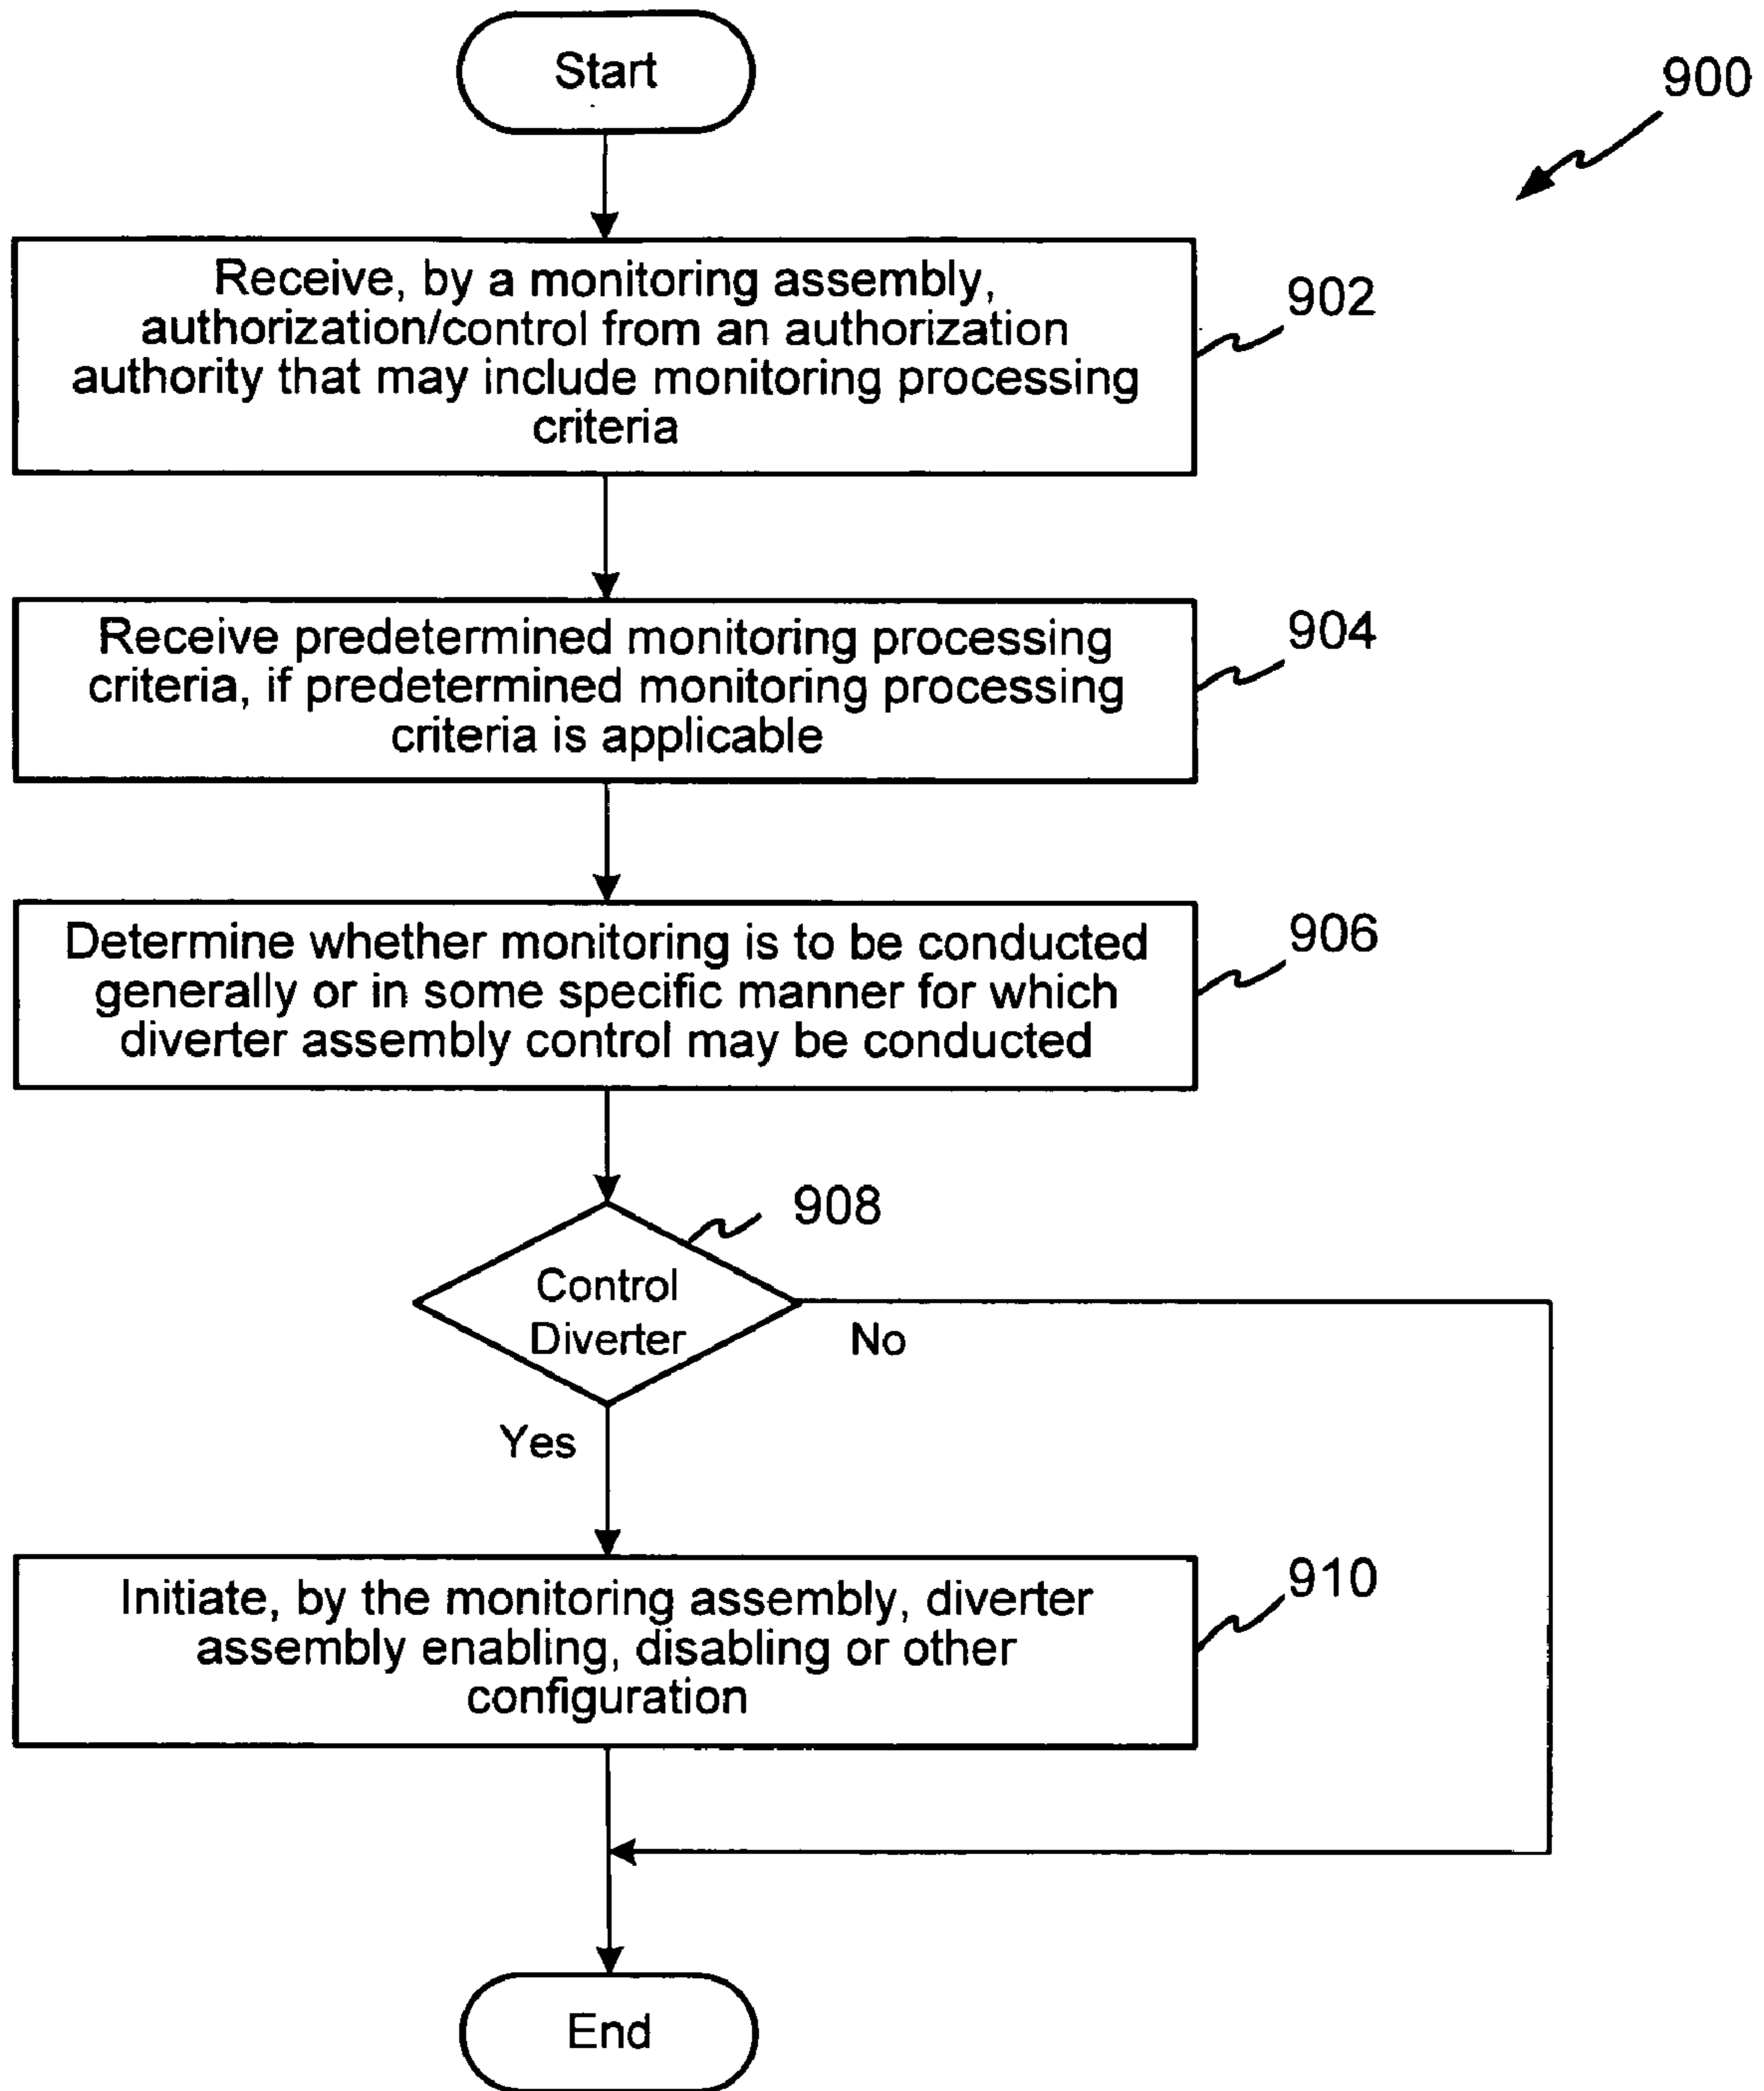 Start
900
Receive, by a monitoring assembly,
authorization/control from an authorization
authority that may include monitoring processing
criteria
902
Receive predetermined monitoring processing
criteria, if predetermined monitoring processing
criteria is applicable
904
Determine whether monitoring is to be conducted
generally or in some specific manner for which
diverter assembly control may be conducted
906
908
Control
Diverter
No
Yes
Initiate, by the monitoring assembly, diverter
assembly enabling, disabling or other
configuration
910
End